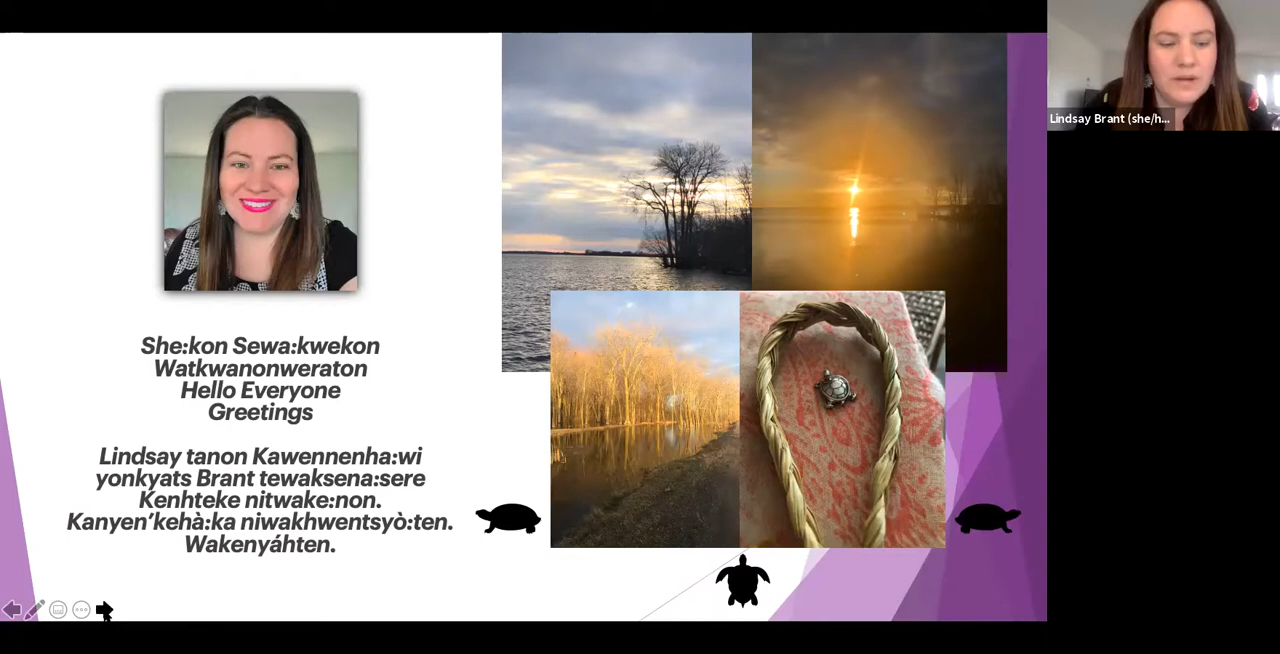 She:kon Sewa:kwekon
Watkwanonweraton
Hello Everyone
Greetings
Lindsay tanon Kawennenha:wi
yonkyats Brant tewaksena:sere
Kenhteke nitwake:non.
Kanyen’kehà:ka niwakhwentsyò:ten.
Wakenyáhten.
Lindsay Brant (she/h...